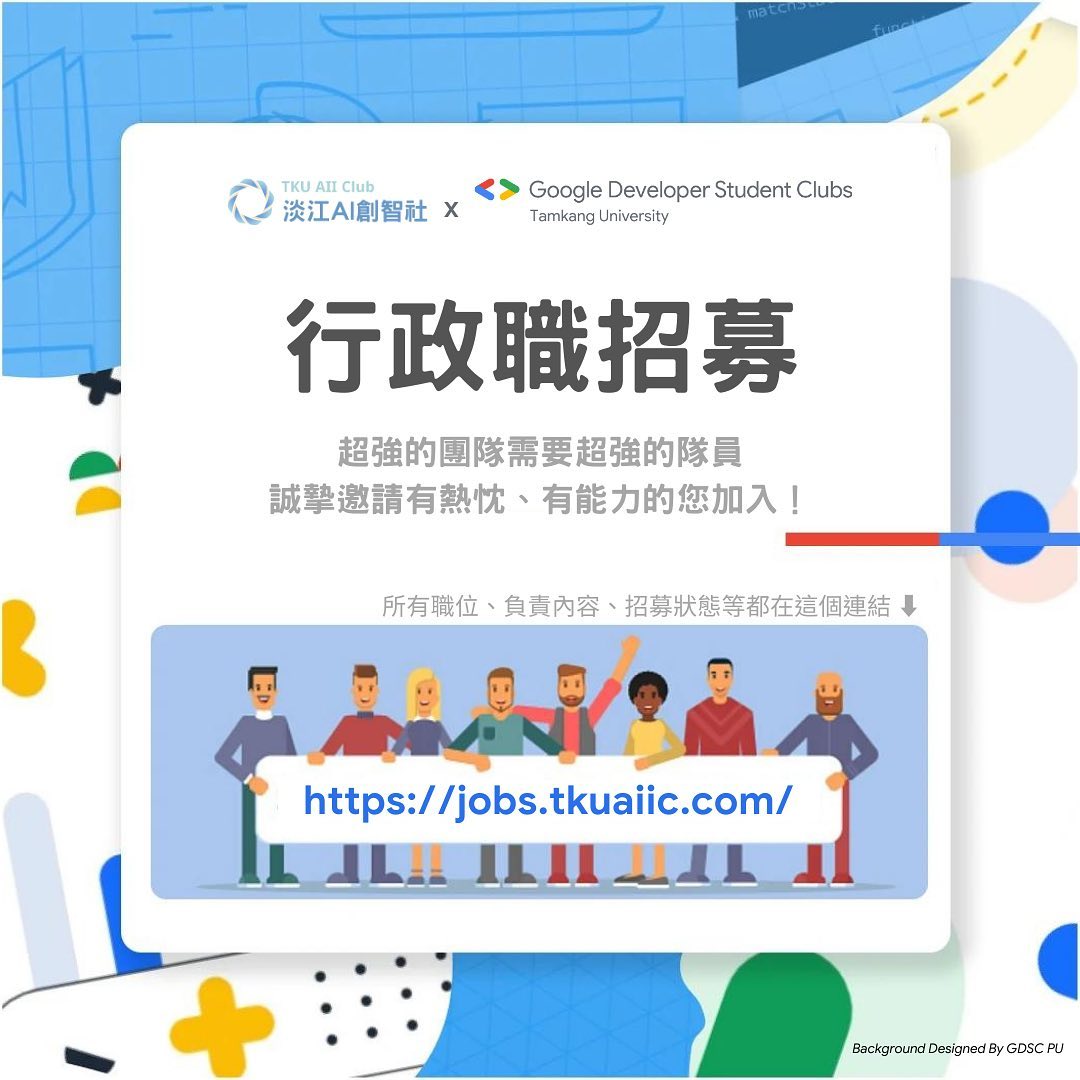 matchSta
functi
TKU AII Club
淡江AI創智社
X
Google Developer Student Clubs
Tamkang University
行政職招募
超強的團隊需要超強的隊員
誠摯邀請有熱忱、有能力的您加入！
所有職位、負責內容、招募狀態等都在這個連結⬇
https://jobs.tkuaiic.com/
Background Designed By GDSC PU